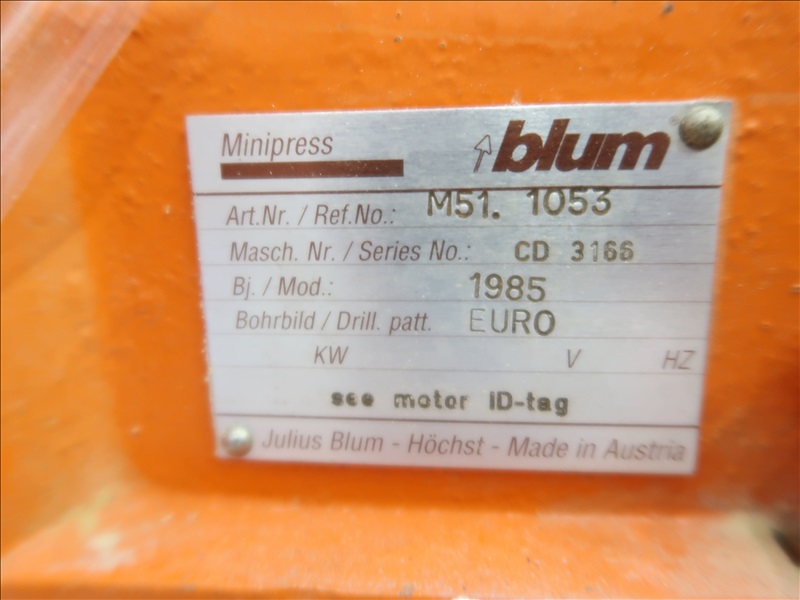 Minipress blum
Art.Nr. / Ref.No.: M51. 1053
Masch. Nr. / Series No.: CD 3166
Bj. / Mod.: 1985
Bohrbild / Drill. patt. EURO
KW V HZ
see motor ID-tag
Julius Blum - Höchst - Made in Austria